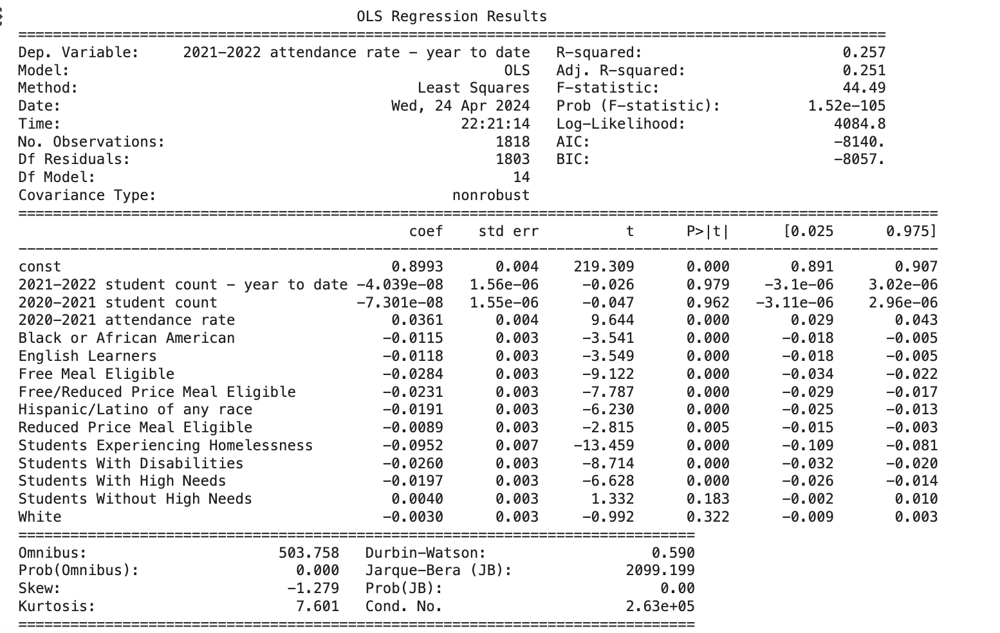 OLS Regression Results
==============================================================================
Dep. Variable: 2021-2022 attendance rate - year to date R-squared: 0.257
Model: OLS Adj. R-squared: 0.251
Method: Least Squares F-statistic: 44.49
Date: Wed, 24 Apr 2024 Prob (F-statistic): 1.52e-105
Time: 22:21:14 Log-Likelihood: 4084.8
No. Observations: 1818 AIC: -8140.
Df Residuals: 1803 BIC: -8057.
Df Model: 14
Covariance Type: nonrobust
==============================================================================
coef std err t P>|t| [0.025 0.975]
------------------------------------------------------------------------------
const 0.8993 0.004 219.309 0.000 0.891 0.907
2021-2022 student count - year to date -4.039e-08 1.56e-06 -0.026 0.979 -3.1e-06 3.02e-06
2020-2021 student count -7.301e-08 1.55e-06 -0.047 0.962 -3.11e-06 2.96e-06
2020-2021 attendance rate 0.0361 0.004 9.644 0.000 0.029 0.043
Black or African American -0.0115 0.003 -3.541 0.000 -0.018 -0.005
English Learners -0.0118 0.003 -3.549 0.000 -0.018 -0.005
Free Meal Eligible -0.0284 0.003 -9.122 0.000 -0.034 -0.022
Free/Reduced Price Meal Eligible -0.0231 0.003 -7.787 0.000 -0.029 -0.017
Hispanic/Latino of any race -0.0191 0.003 -6.230 0.000 -0.025 -0.013
Reduced Price Meal Eligible -0.0089 0.003 -2.815 0.005 -0.015 -0.003
Students Experiencing Homelessness -0.0952 0.007 -13.459 0.000 -0.109 -0.081
Students With Disabilities -0.0260 0.003 -8.714 0.000 -0.032 -0.020
Students With High Needs -0.0197 0.003 -6.628 0.000 -0.026 -0.014
Students Without High Needs 0.0040 0.003 1.332 0.183 -0.002 0.010
White -0.0030 0.003 -0.992 0.322 -0.009 0.003
==============================================================================
Omnibus: 503.758 Durbin-Watson: 0.590
Prob(Omnibus): 0.000 Jarque-Bera (JB): 2099.199
Skew: -1.279 Prob(JB): 0.00
Kurtosis: 7.601 Cond. No. 2.63e+05
==============================================================================